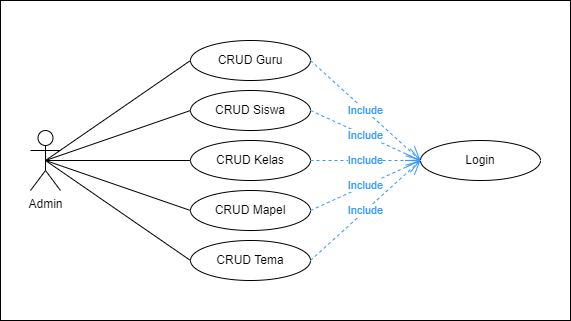 CRUD Guru
CRUD Siswa
CRUD Kelas
CRUD Mapel
CRUD Tema
Include
Include
Include
Include
Include
Login
Admin